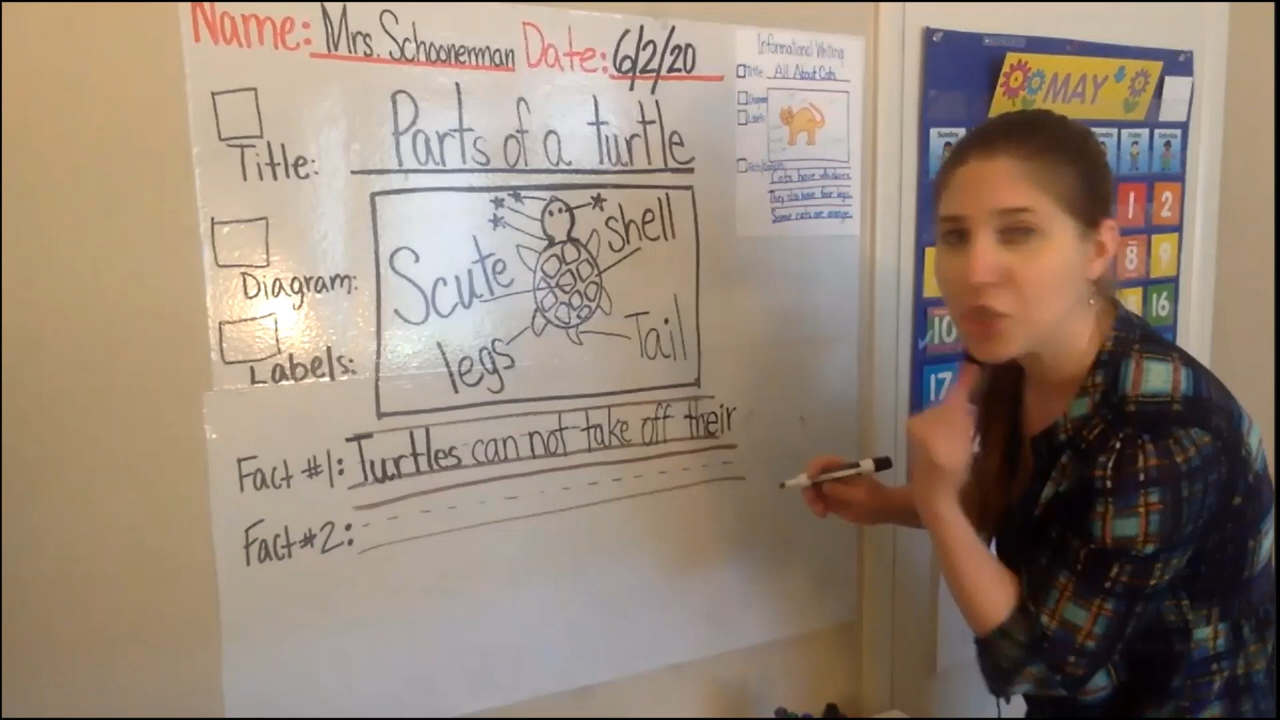 Name: Mrs. Schoonerman Date: 6/2/20
Title: Parts of a turtle
Diagram:
Labels:
Scute
shell
legs
Tail
Fact #1: Turtles can not take off their
Fact #2:
Informational Writing
Title: All About Cats
Cats have whiskers.
They also have four legs.
Some cats are orange.
MAY
Sunday
1 2
8 9
10
16
17